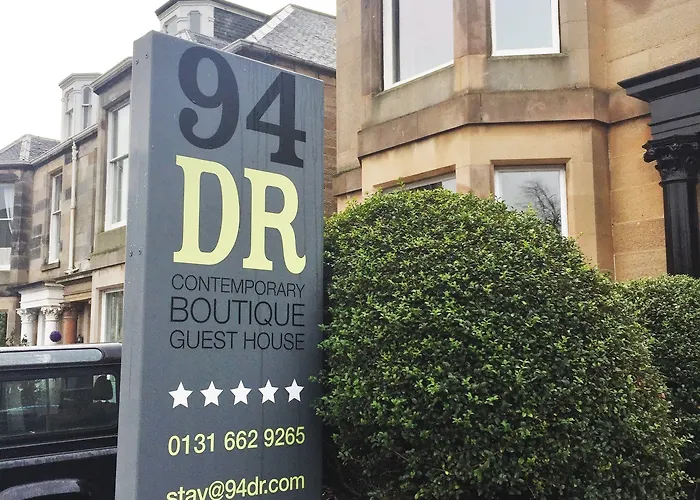 94
DR
CONTEMPORARY
BOUTIQUE
GUEST HOUSE
0131 662 9265
stay@94dr.com